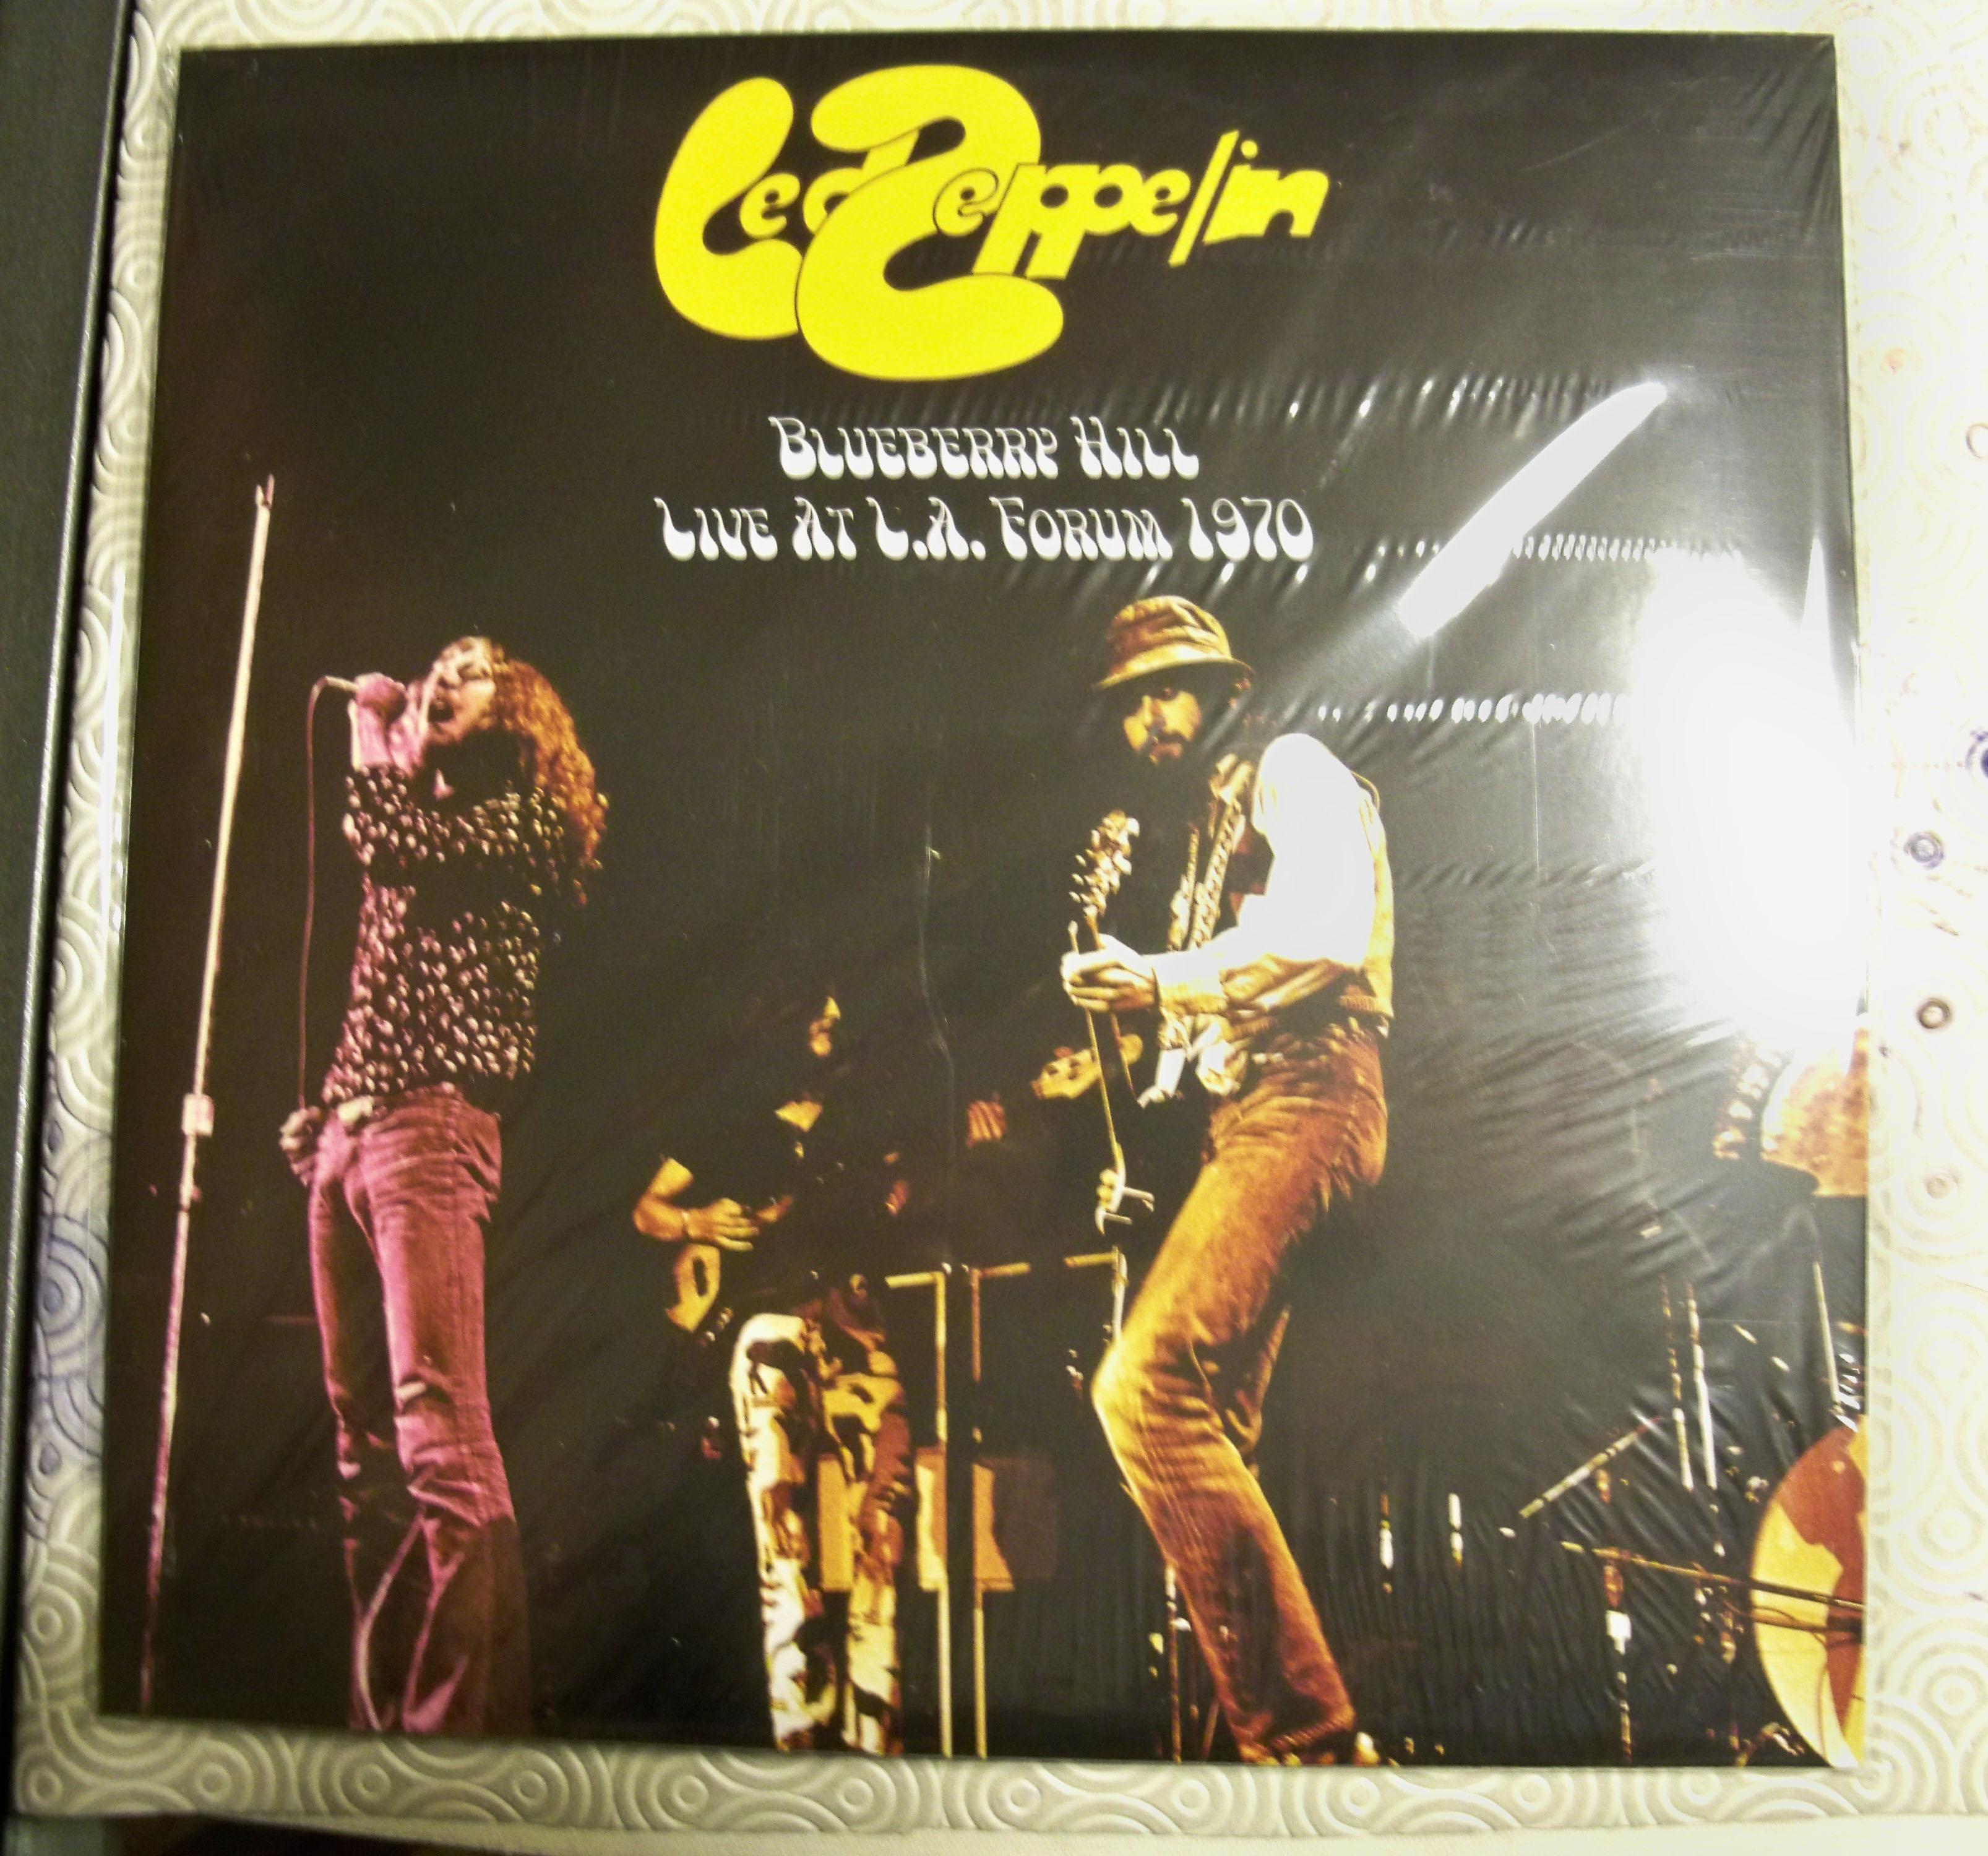 Led Zeppelin
Blueberry Hill
Live At L.A. Forum 1970